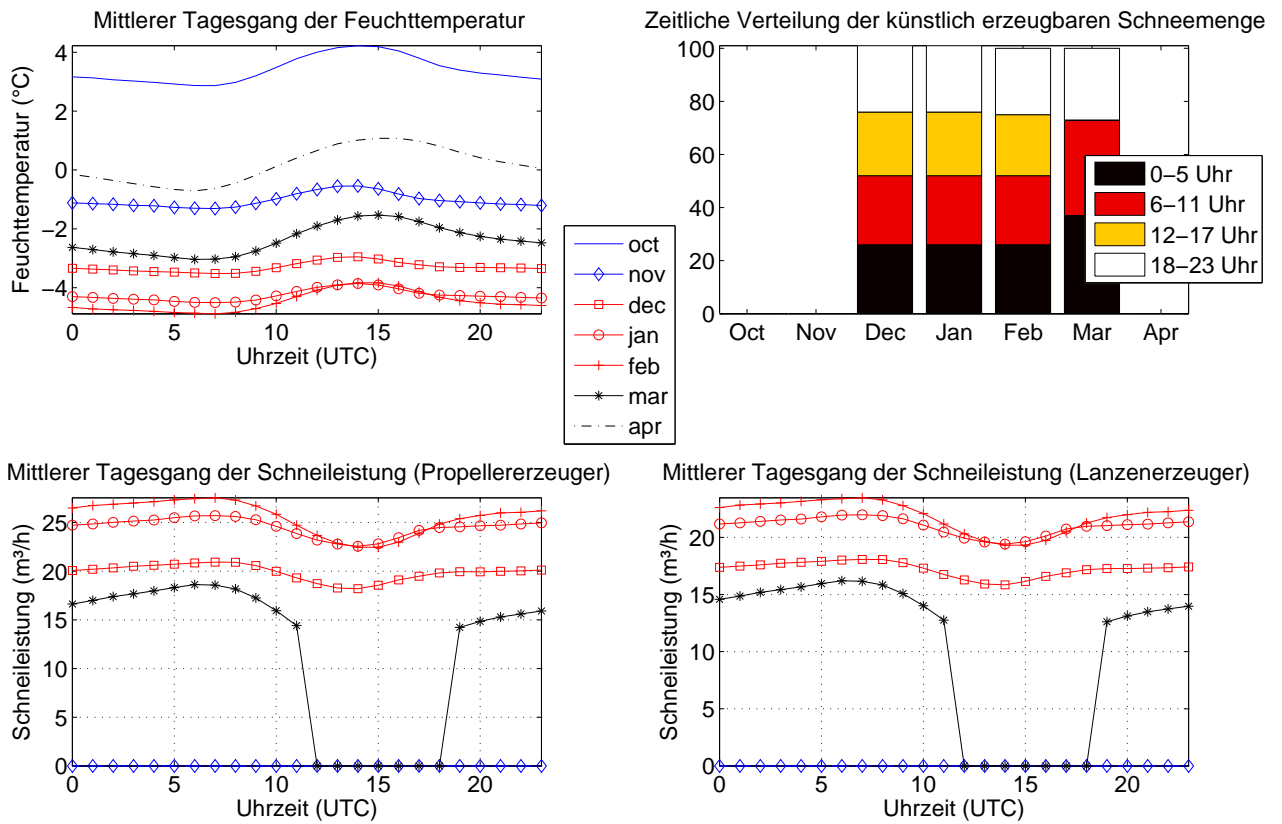 Mittlerer Tagesgang der Feuchttemperatur
Feuchttemperatur (°C)
4
2
0
−2
−4
0 5 10 15 20
Uhrzeit (UTC)
oct
nov
dec
jan
feb
mar
apr
Zeitliche Verteilung der künstlich erzeugbaren Schneemenge
100
80
60
40
20
0
Oct Nov Dec Jan Feb Mar Apr
0−5 Uhr
6−11 Uhr
12−17 Uhr
18−23 Uhr
Mittlerer Tagesgang der Schneileistung (Propellererzeuger)
Schneileistung (m³/h)
25
20
15
10
5
0
0 5 10 15 20
Uhrzeit (UTC)
Mittlerer Tagesgang der Schneileistung (Lanzenerzeuger)
Schneileistung (m³/h)
20
15
10
5
0
0 5 10 15 20
Uhrzeit (UTC)